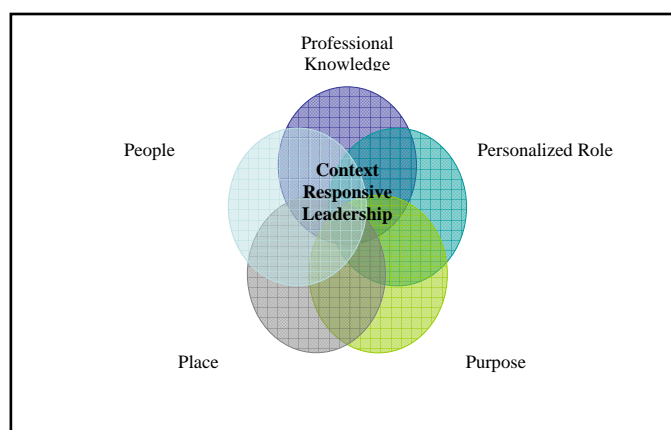 Professional
Knowledge
People
Personalized Role
Context
Responsive
Leadership
Place
Purpose